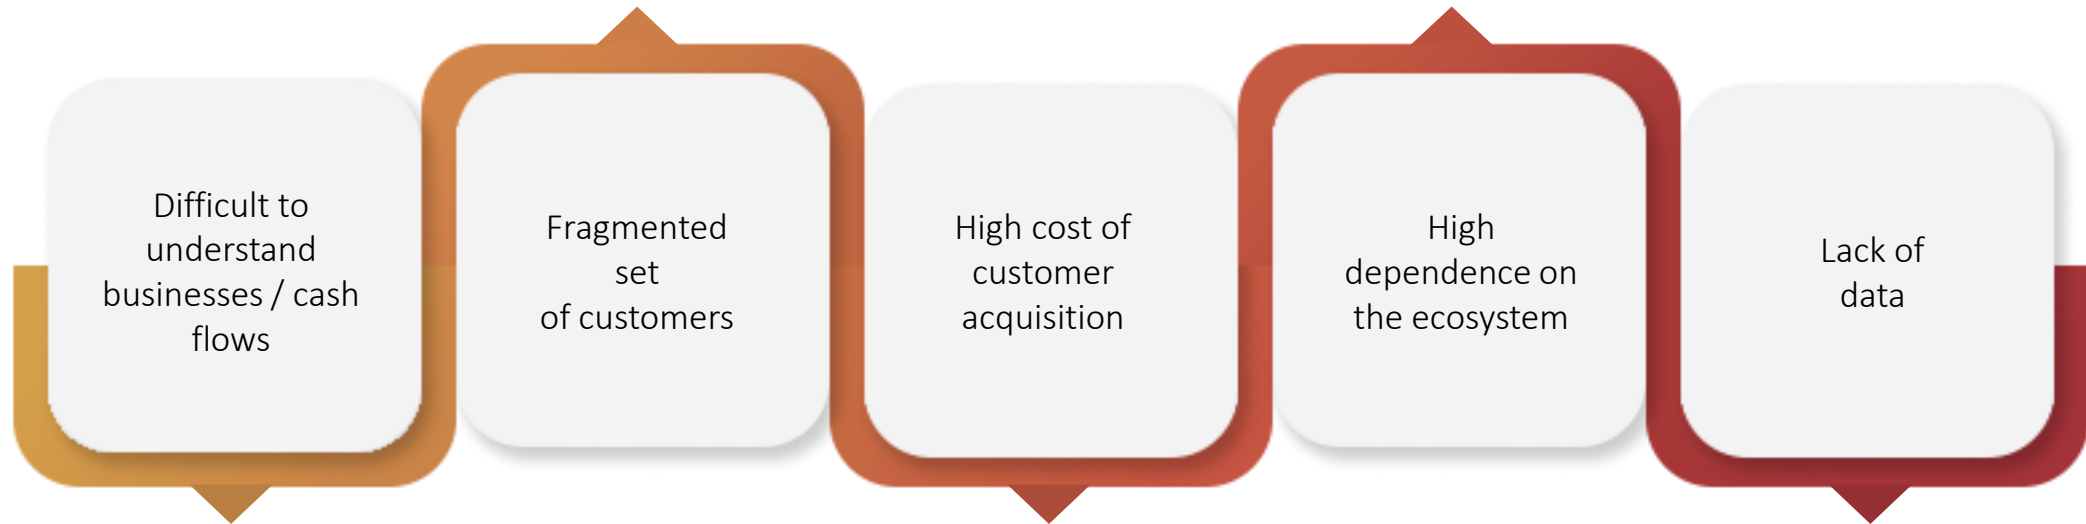 Difficult to
understand
businesses / cash
flows
Fragmented
set
of customers
High cost of
customer
acquisition
High
dependence on
the ecosystem
Lack of
data